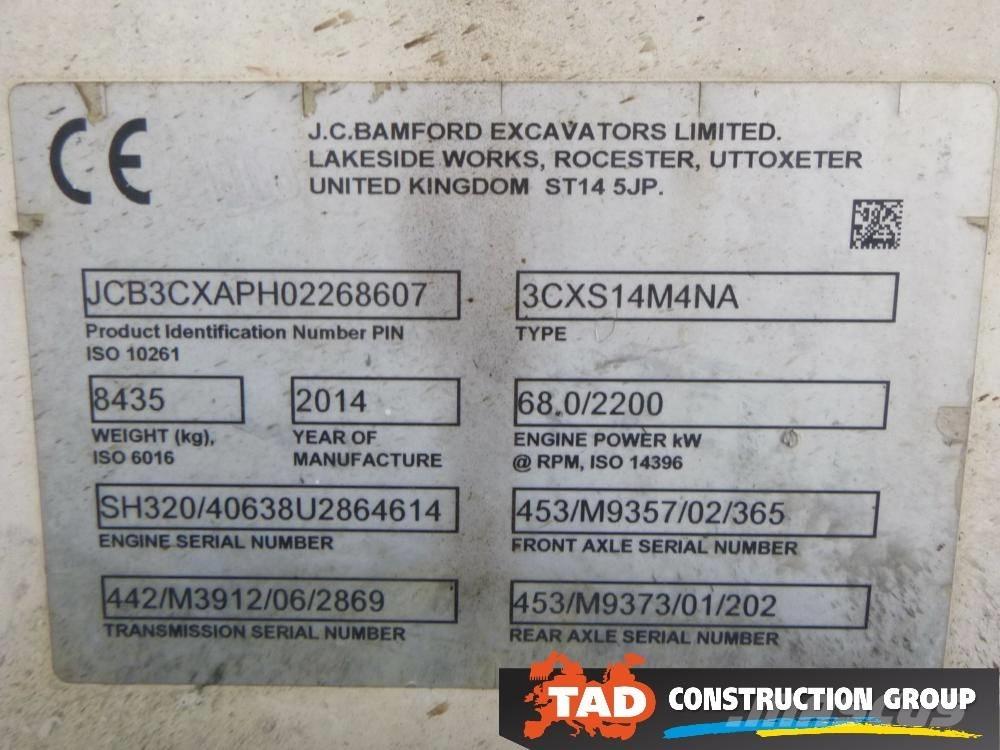 CE
J.C.BAMFORD EXCAVATORS LIMITED.
LAKESIDE WORKS, ROCESTER, UTTOXETER
UNITED KINGDOM ST14 5JP.
JCB3CXAPH02268607
Product Identification Number PIN
ISO 10261
3CXS14M4NA
TYPE
8435
WEIGHT (kg),
ISO 6016
2014
YEAR OF
MANUFACTURE
68.0/2200
ENGINE POWER kW
@ RPM, ISO 14396
SH320/40638U2864614
ENGINE SERIAL NUMBER
453/M9357/02/365
FRONT AXLE SERIAL NUMBER
442/M3912/06/2869
TRANSMISSION SERIAL NUMBER
453/M9373/01/202
REAR AXLE SERIAL NUMBER
TAD CONSTRUCTION GROUP